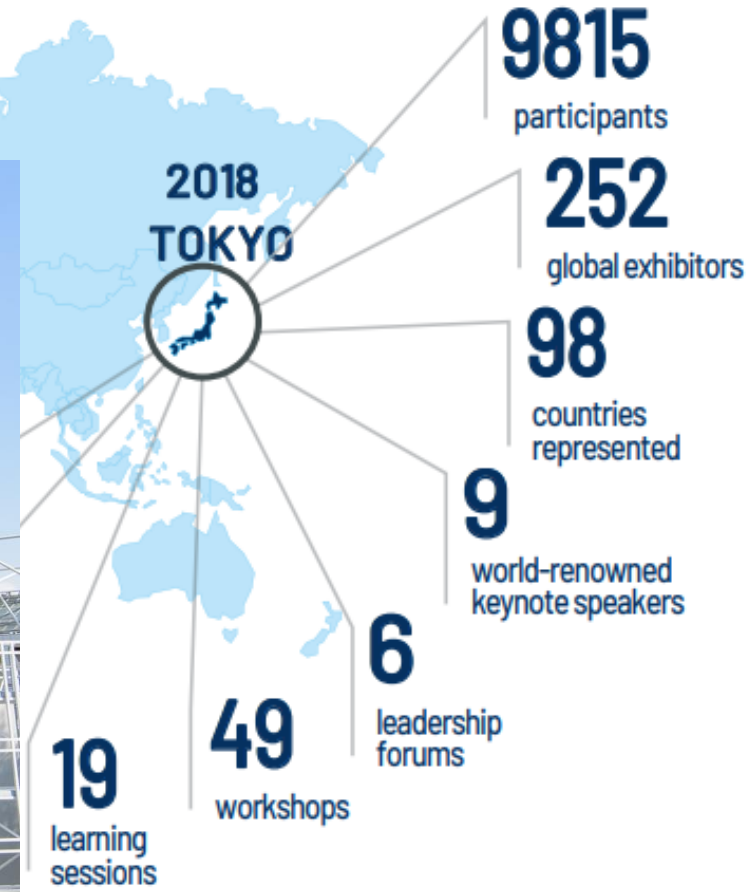 9815
participants
2018
TOKYO
252
global exhibitors
98
countries
represented
9
world-renowned
keynote speakers
6
leadership
forums
49
workshops
19
learning
sessions